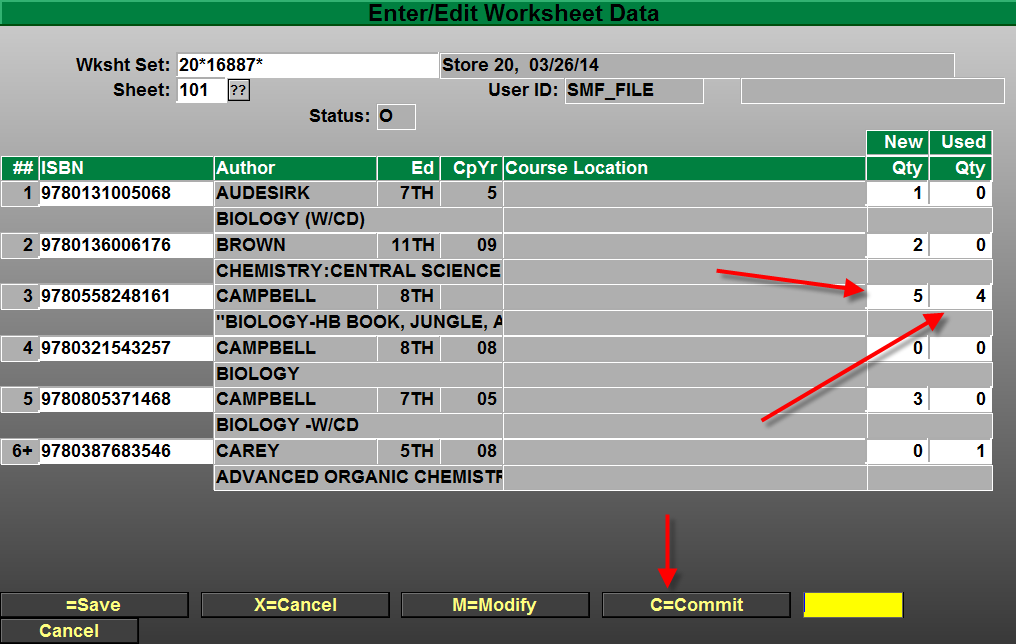 Enter/Edit Worksheet Data
Wksht Set: 20*16887* Store 20, 03/26/14
Sheet: 101 ?? User ID: SMF_FILE
Status: O
New Used
## ISBN Author Ed CpYr Course Location Qty Qty
1 9780131005068 AUDESIRK 7TH 5 1 0
BIOLOGY (W/CD)
2 9780136006176 BROWN 11TH 09 2 0
CHEMISTRY:CENTRAL SCIENCE
3 9780558248161 CAMPBELL 8TH 5 4
"BIOLOGY-HB BOOK, JUNGLE, A
4 9780321543257 CAMPBELL 8TH 08 0 0
BIOLOGY
5 9780805371468 CAMPBELL 7TH 05 3 0
BIOLOGY -W/CD
6+ 9780387683546 CAREY 5TH 08 0 1
ADVANCED ORGANIC CHEMISTR
=Save X=Cancel M=Modify C=Commit
Cancel